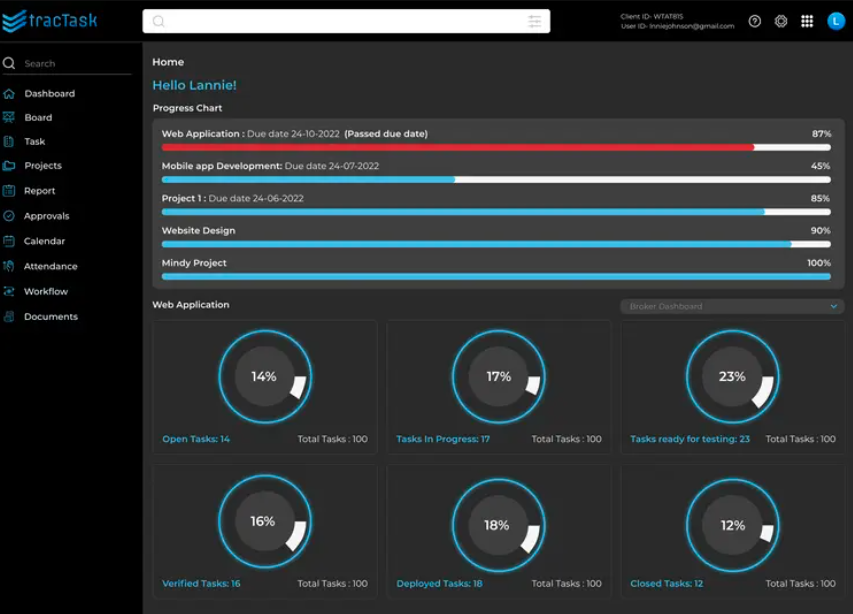 tracTask
Client ID- WTAT81S
User ID- lnniejohnson@gmail.com
L
Search
Dashboard
Board
Task
Projects
Report
Approvals
Calendar
Attendance
Workflow
Documents
Home
Hello Lannie!
Progress Chart
Web Application : Due date 24-10-2022 (Passed due date) 87%
Mobile app Development: Due date 24-07-2022 45%
Project 1 : Due date 24-06-2022 85%
Website Design 90%
Mindy Project 100%
Web Application
Broker Dashboard
14%
Open Tasks: 14 Total Tasks : 100
17%
Tasks In Progress: 17 Total Tasks : 100
23%
Tasks ready for testing: 23 Total Tasks : 100
16%
Verified Tasks: 16 Total Tasks : 100
18%
Deployed Tasks: 18 Total Tasks : 100
12%
Closed Tasks: 12 Total Tasks : 100